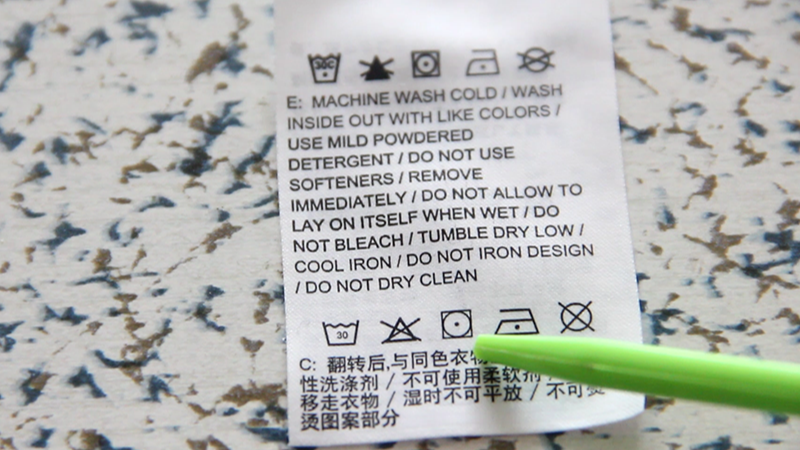 30C
E: MACHINE WASH COLD / WASH
INSIDE OUT WITH LIKE COLORS /
USE MILD POWDERED
DETERGENT / DO NOT USE
SOFTENERS / REMOVE
IMMEDIATELY / DO NOT ALLOW TO
LAY ON ITSELF WHEN WET / DO
NOT BLEACH / TUMBLE DRY LOW /
COOL IRON / DO NOT IRON DESIGN
/ DO NOT DRY CLEAN
30
C: 翻转后,与同色衣物
性洗涤剂 / 不可使用柔软剂
移走衣物 / 湿时不可平放 / 不可熨
烫图案部分